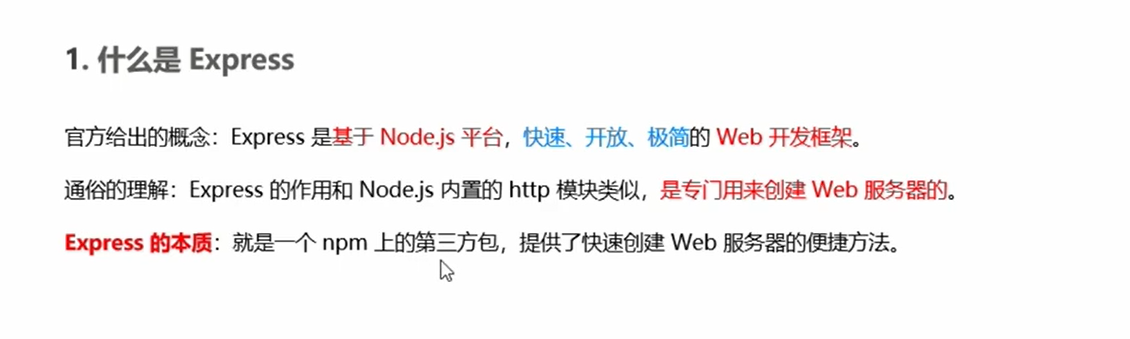 1. 什么是 Express
官方给出的概念：Express 是基于 Node.js 平台，快速、开放、极简的 Web 开发框架。
通俗的理解：Express 的作用和 Node.js 内置的 http 模块类似，是专门用来创建 Web 服务器的。
Express 的本质：就是一个 npm 上的第三方包，提供了快速创建 Web 服务器的便捷方法。